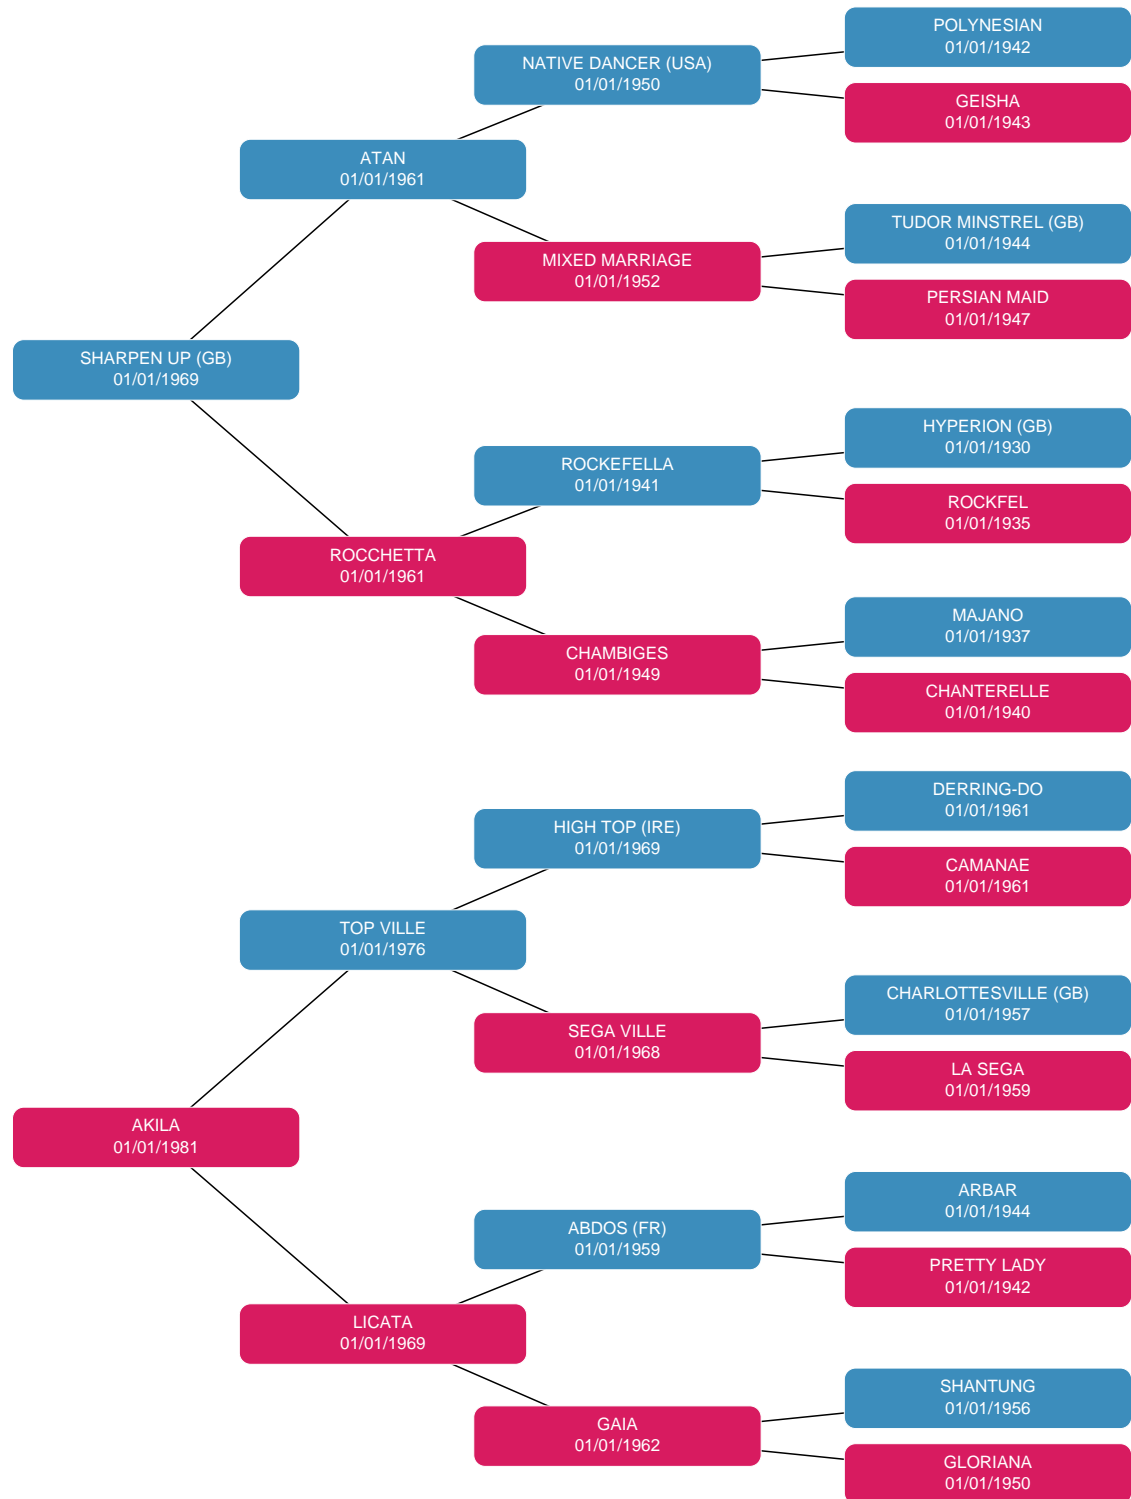 POLYNESIAN
01/01/1942
NATIVE DANCER (USA)
01/01/1950
GEISHA
01/01/1943
ATAN
01/01/1961
TUDOR MINSTREL (GB)
01/01/1944
MIXED MARRIAGE
01/01/1952
PERSIAN MAID
01/01/1947
SHARPEN UP (GB)
01/01/1969
HYPERION (GB)
01/01/1930
ROCKEFELLA
01/01/1941
ROCKFEL
01/01/1935
ROCCHETTA
01/01/1961
MAJANO
01/01/1937
CHAMBIGES
01/01/1949
CHANTERELLE
01/01/1940
DERRING-DO
01/01/1961
HIGH TOP (IRE)
01/01/1969
CAMANAE
01/01/1961
TOP VILLE
01/01/1976
CHARLOTTESVILLE (GB)
01/01/1957
SEGA VILLE
01/01/1968
LA SEGA
01/01/1959
AKILA
01/01/1981
ARBAR
01/01/1944
ABDOS (FR)
01/01/1959
PRETTY LADY
01/01/1942
LICATA
01/01/1969
SHANTUNG
01/01/1956
GAIA
01/01/1962
GLORIANA
01/01/1950